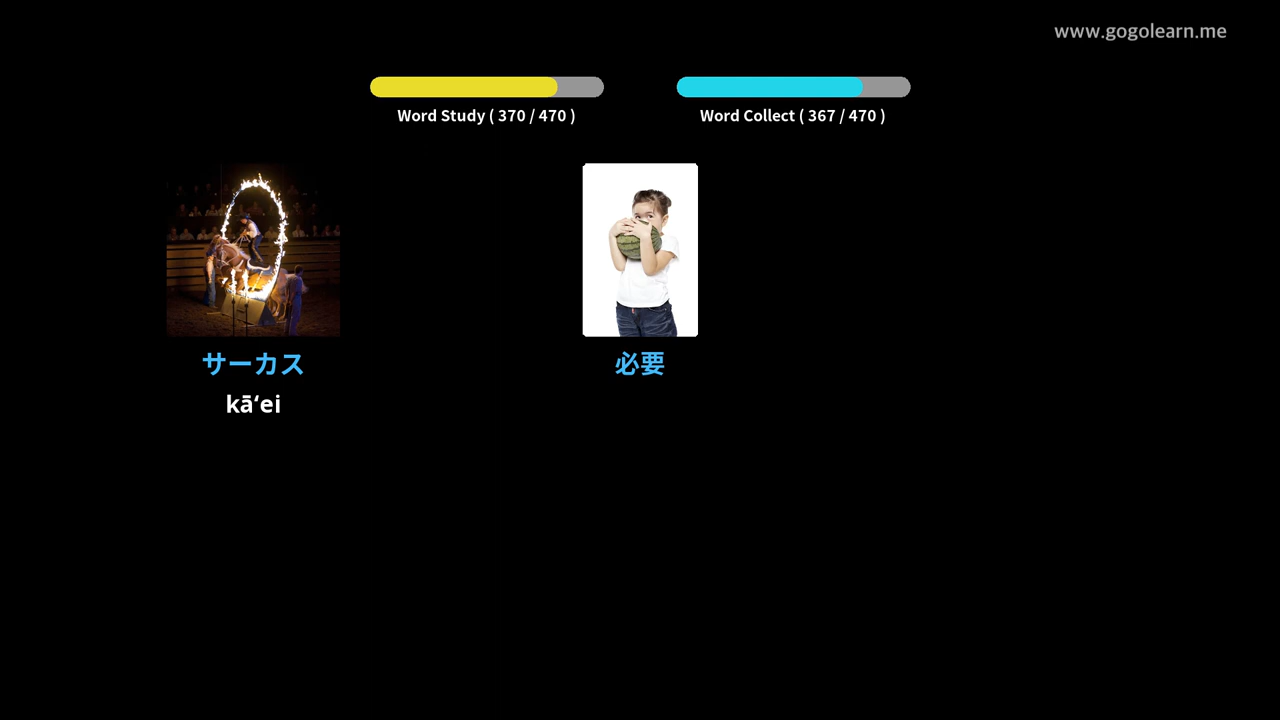 www.gogolearn.me
Word Study ( 370 / 470 )
Word Collect ( 367 / 470 )
サーカス
必要
kāʻei